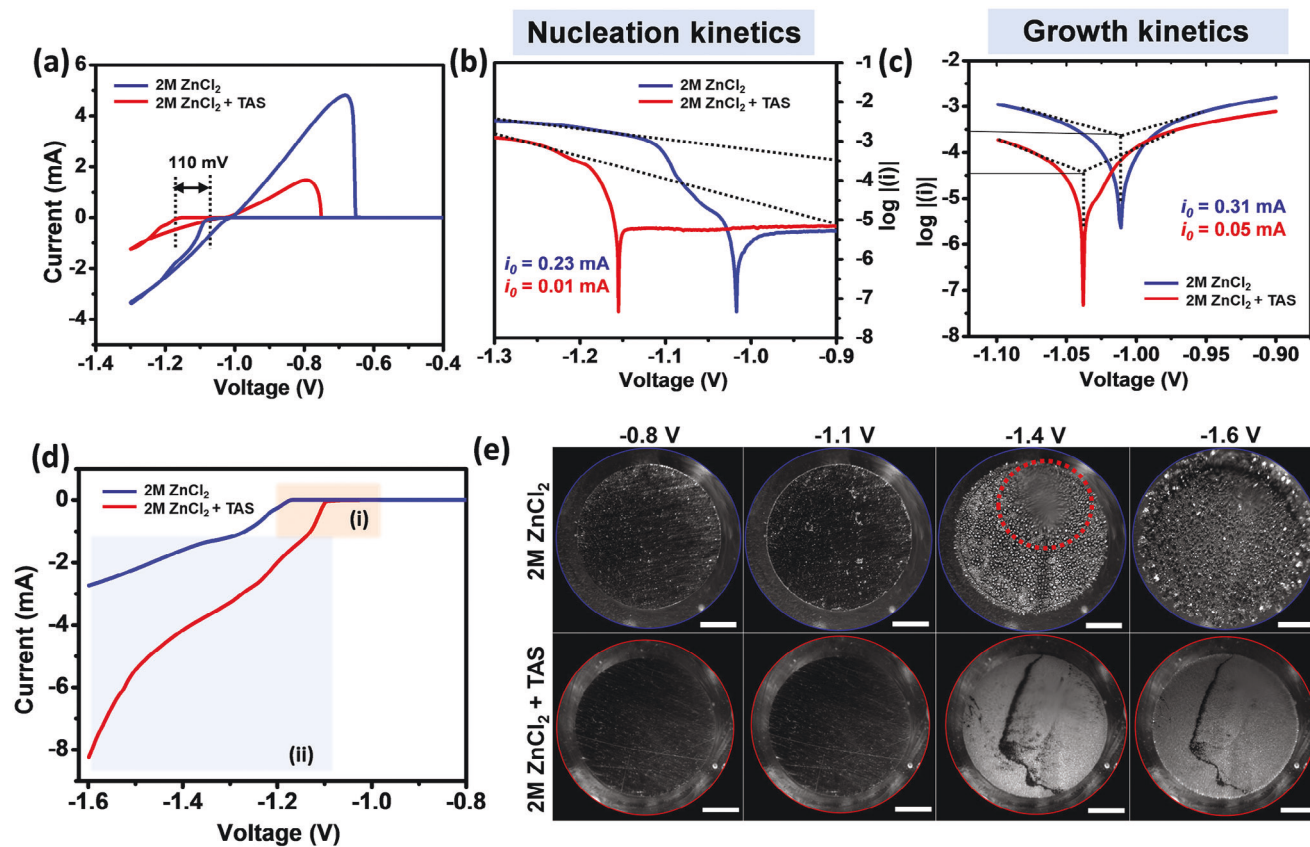 Nucleation kinetics
Growth kinetics
(a)
2M ZnCl₂
2M ZnCl₂ + TAS
110 mV
6
4
2
0
-2
-4
Current (mA)
-1.4 -1.2 -1.0 -0.8 -0.6 -0.4
Voltage (V)
(b)
2M ZnCl₂
2M ZnCl₂ + TAS
i₀ = 0.23 mA
i₀ = 0.01 mA
-1
-2
-3
-4
-5
-6
-7
-8
log |(i)|
-1.3 -1.2 -1.1 -1.0 -0.9
Voltage (V)
(c)
-2
-3
-4
-5
-6
-7
-8
log |(i)|
i₀ = 0.31 mA
i₀ = 0.05 mA
2M ZnCl₂
2M ZnCl₂ + TAS
-1.10 -1.05 -1.00 -0.95 -0.90
Voltage (V)
(d)
2M ZnCl₂
2M ZnCl₂ + TAS
(i)
(ii)
0
-2
-4
-6
-8
Current (mA)
-1.6 -1.4 -1.2 -1.0 -0.8
Voltage (V)
(e)
-0.8 V -1.1 V -1.4 V -1.6 V
2M ZnCl₂
2M ZnCl₂ + TAS